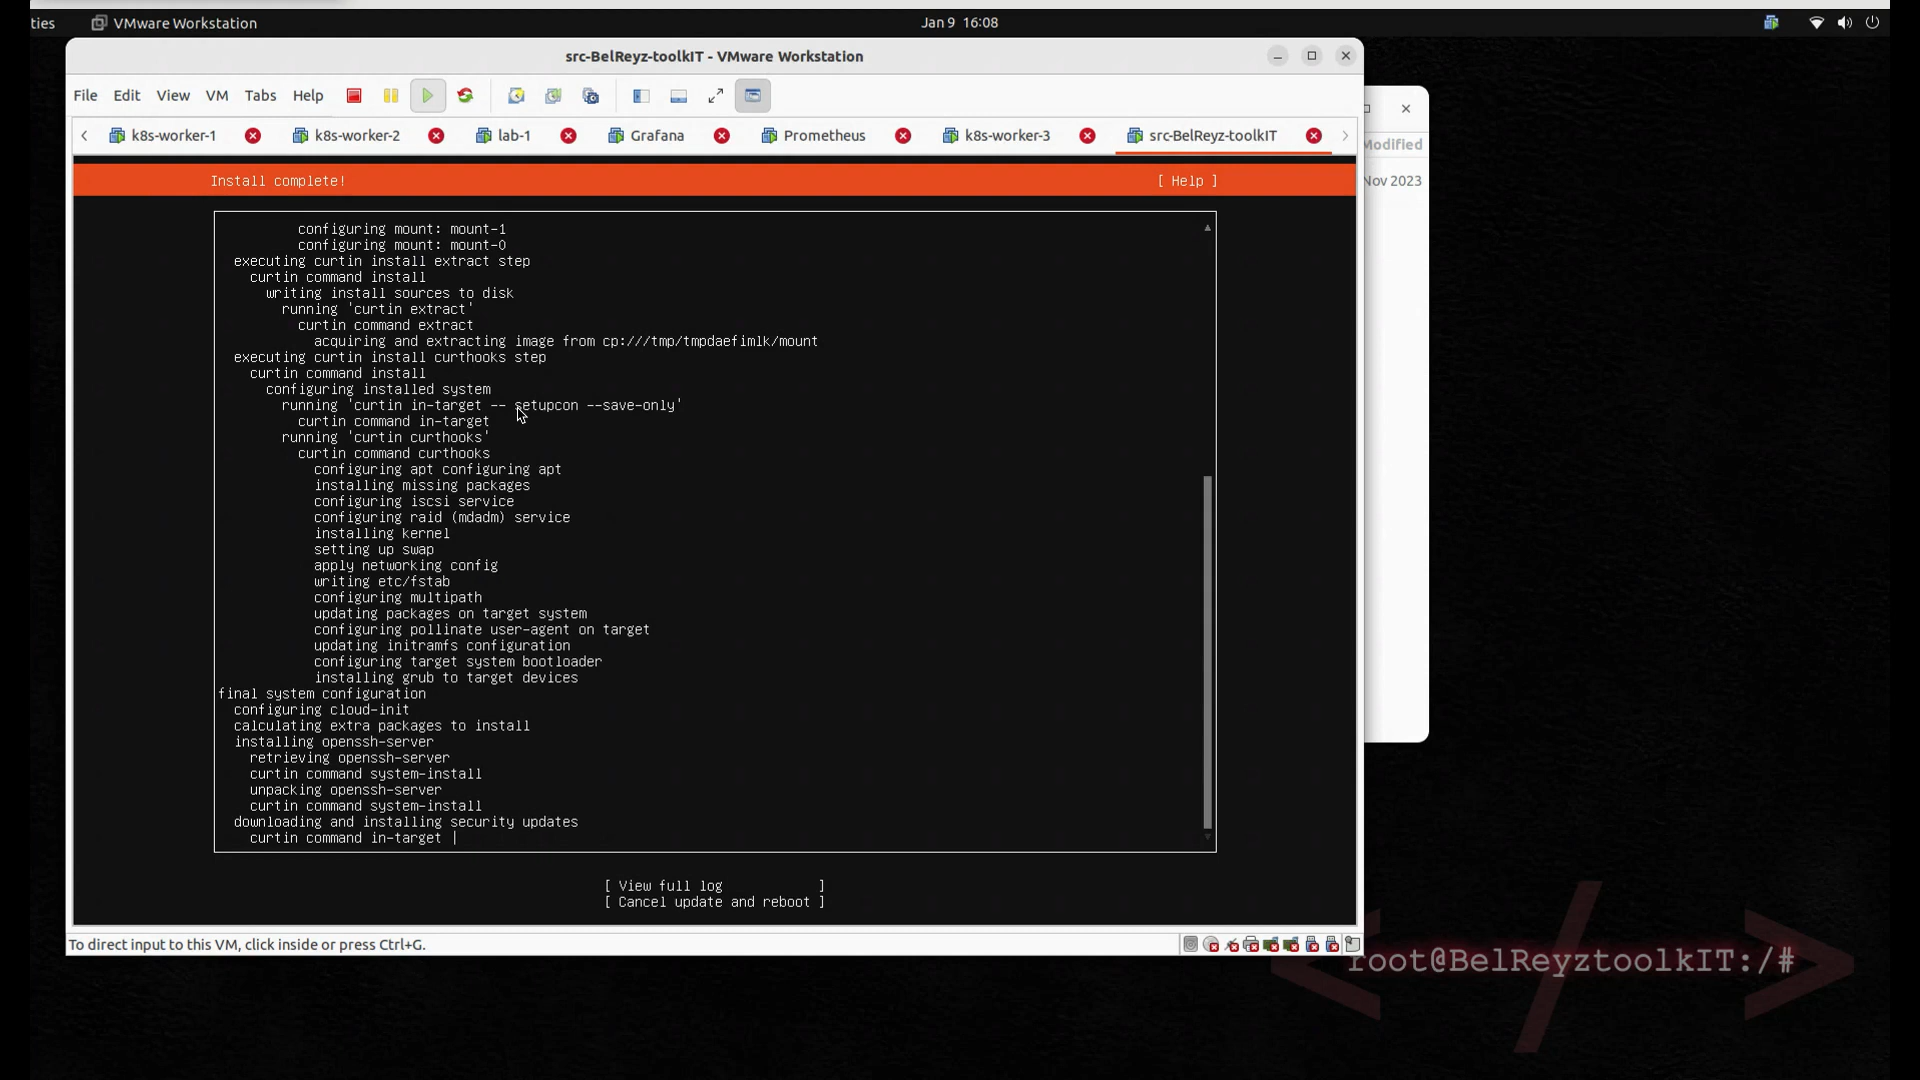 ties
VMware Workstation
Jan 9 16:08
src-BelReyz-toolkIT - VMware Workstation
File Edit View VM Tabs Help
k8s-worker-1 k8s-worker-2 lab-1 Grafana Prometheus k8s-worker-3 src-BelReyz-toolkIT
Modified
Nov 2023
Install complete! [ Help ]
configuring mount: mount-1
configuring mount: mount-0
executing curtin install extract step
curtin command install
writing install sources to disk
running 'curtin extract'
curtin command extract
acquiring and extracting image from cp:///tmp/tmpdaefimlk/mount
executing curtin install curthooks step
curtin command install
configuring installed system
running 'curtin in-target -- setupcon --save-only'
curtin command in-target
running 'curtin curthooks'
curtin command curthooks
configuring apt configuring apt
installing missing packages
configuring iscsi service
configuring raid (mdadm) service
installing kernel
setting up swap
apply networking config
writing etc/fstab
configuring multipath
updating packages on target system
configuring pollinate user-agent on target
updating initramfs configuration
configuring target system bootloader
installing grub to target devices
final system configuration
configuring cloud-init
calculating extra packages to install
installing openssh-server
retrieving openssh-server
curtin command system-install
unpacking openssh-server
curtin command system-install
downloading and installing security updates
curtin command in-target |
[ View full log ]
[ Cancel update and reboot ]
To direct input to this VM, click inside or press Ctrl+G.
root@BelReyztoolkIT:/#